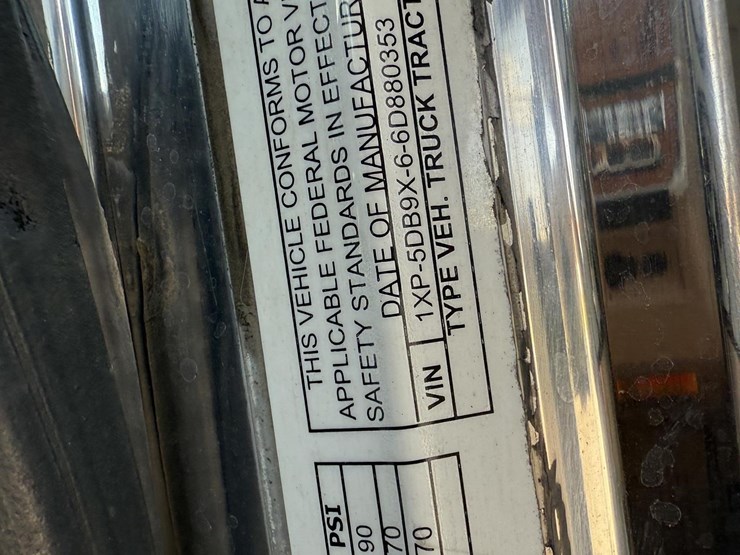 THIS VEHICLE CONFORMS TO
APPLICABLE FEDERAL MOTOR
SAFETY STANDARDS IN EFFECT
DATE OF MANUFACTUR
VIN 1XP-5DB9X-6-6D880353
TYPE VEH. TRUCK TRACT
PSI
90
70
70